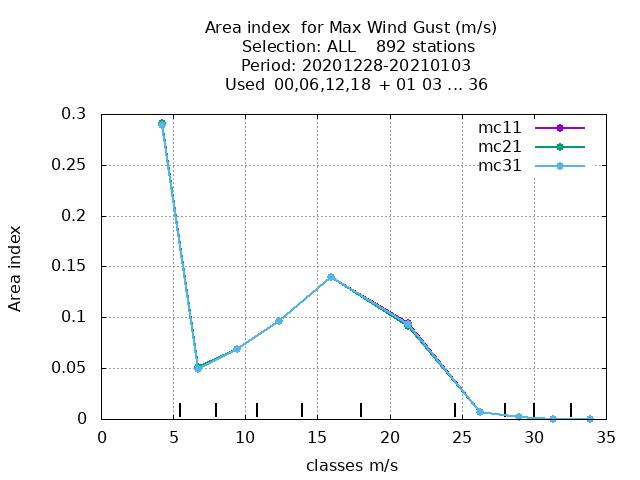 Area index  for Max Wind Gust (m/s)
Selection: ALL    892 stations
Period: 20201228-20210103
Used  00,06,12,18  + 01 03 ... 36
mc11
mc21
mc31
0.3
0.25
0.2
0.15
0.1
0.05
0
Area index
0 5 10 15 20 25 30 35
classes m/s